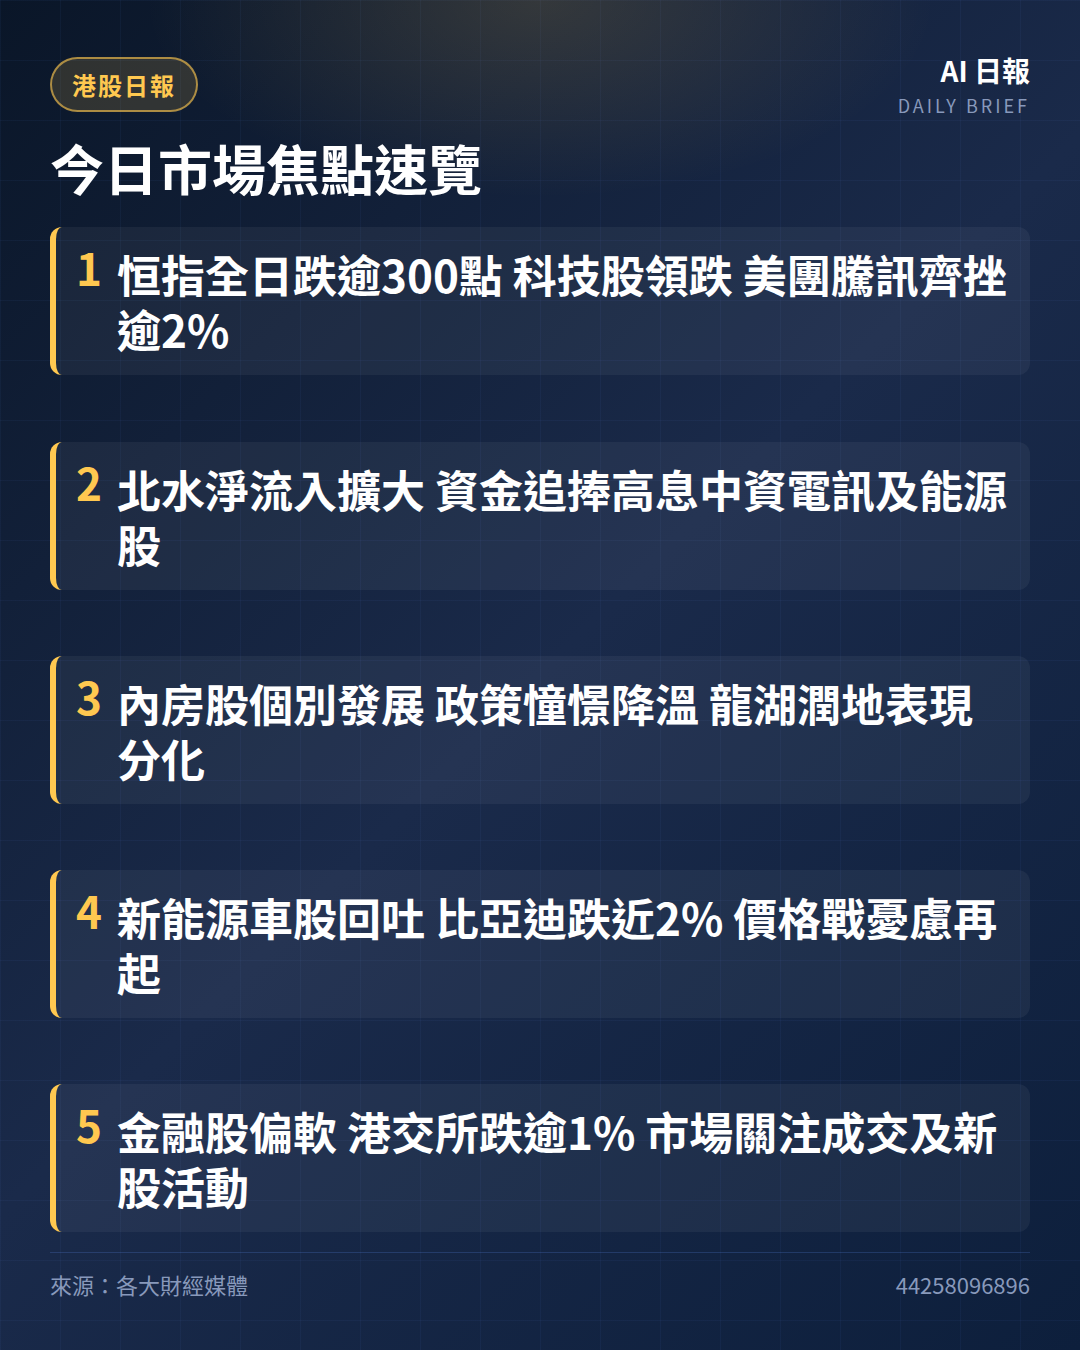 港股日報
AI 日報
DAILY BRIEF
今日市場焦點速覽
1 恒指全日跌逾300點 科技股領跌 美團騰訊齊挫
逾2%
2 北水淨流入擴大 資金追捧高息中資電訊及能源
股
3 內房股個別發展 政策憧憬降溫 龍湖潤地表現
分化
4 新能源車股回吐 比亞迪跌近2% 價格戰憂慮再
起
5 金融股偏軟 港交所跌逾1% 市場關注成交及新
股活動
來源：各大財經媒體
44258096896